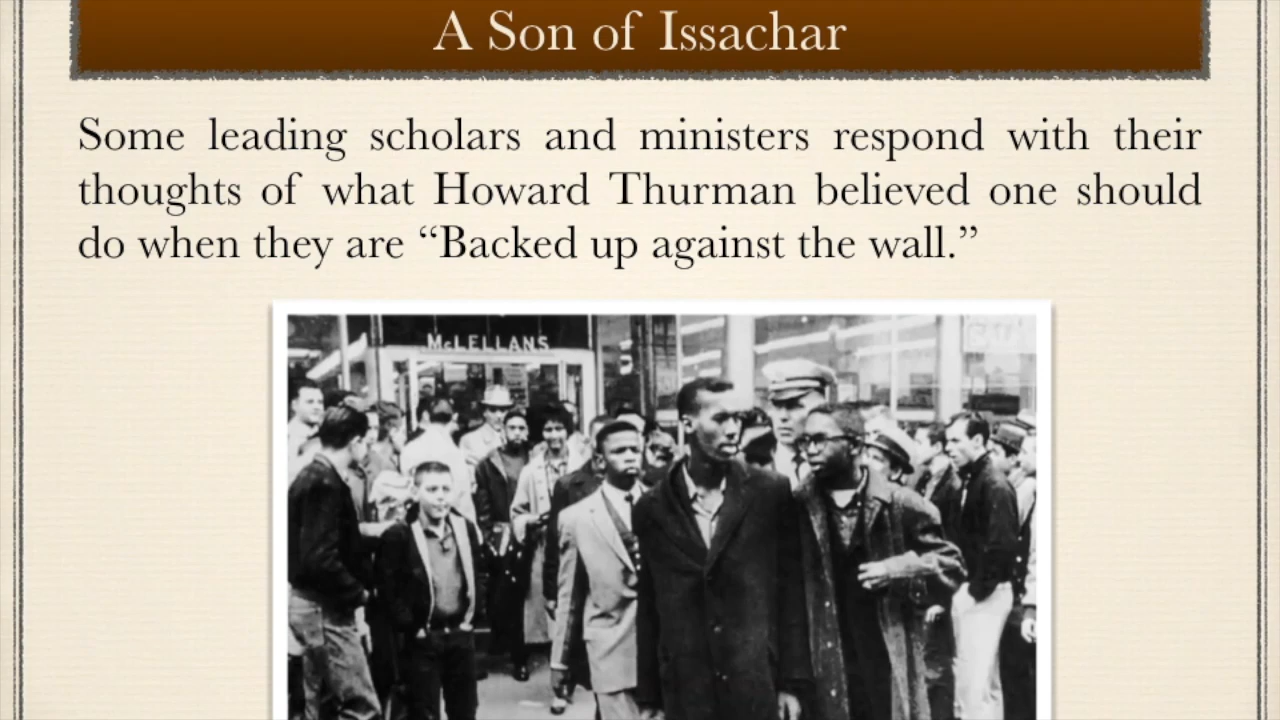 A Son of Issachar
Some leading scholars and ministers respond with their
thoughts of what Howard Thurman believed one should
do when they are “Backed up against the wall.”
McLELLANS